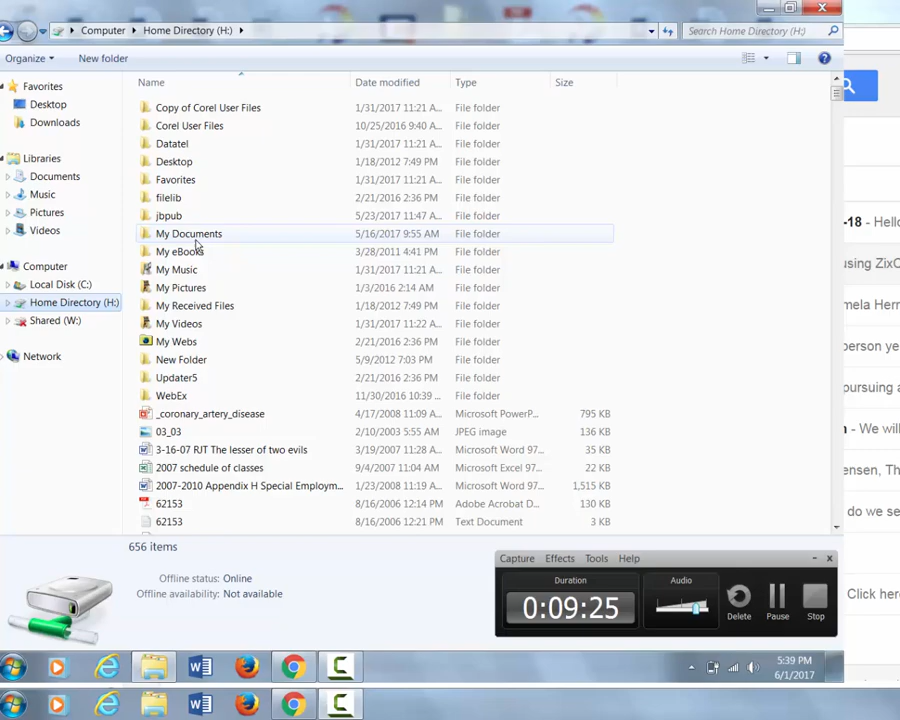 Computer Home Directory (H:)
Search Home Directory (H:)
Organize New folder
Name Date modified Type Size
Favorites
Desktop
Downloads
Libraries
Documents
Music
Pictures
Videos
Computer
Local Disk (C:)
Home Directory (H:)
Shared (W:)
Network
Copy of Corel User Files 1/31/2017 11:21 A... File folder
Corel User Files 10/25/2016 9:40 A... File folder
Datatel 1/31/2017 11:21 A... File folder
Desktop 1/18/2012 7:49 PM File folder
Favorites 1/31/2017 11:21 A... File folder
filelib 2/21/2016 2:36 PM File folder
jbpub 5/23/2017 11:47 A... File folder
My Documents 5/16/2017 9:55 AM File folder
My eBooks 3/28/2011 4:41 PM File folder
My Music 1/31/2017 11:21 A... File folder
My Pictures 1/3/2016 2:14 AM File folder
My Received Files 1/18/2012 7:49 PM File folder
My Videos 1/31/2017 11:22 A... File folder
My Webs 2/21/2016 2:36 PM File folder
New Folder 5/9/2012 7:03 PM File folder
Updater5 2/21/2016 2:36 PM File folder
WebEx 11/30/2016 10:39 ... File folder
_coronary_artery_disease 4/17/2008 11:09 A... Microsoft PowerP... 795 KB
03_03 2/10/2003 5:55 AM JPEG image 136 KB
3-16-07 RJT The lesser of two evils 3/19/2007 11:28 A... Microsoft Word 97... 35 KB
2007 schedule of classes 9/4/2007 11:04 AM Microsoft Excel 97... 22 KB
2007-2010 Appendix H Special Employm... 1/23/2008 11:19 A... Microsoft Word 97... 1,515 KB
62153 8/16/2006 12:14 PM Adobe Acrobat D... 130 KB
62153 8/16/2006 12:21 PM Text Document 3 KB
656 items
Offline status: Online
Offline availability: Not available
Capture Effects Tools Help
Duration Audio
0:09:25
Delete Pause Stop
-18 - Hello
using ZixC
mela Herr
person ye
pursuing a
n - We will
ensen, Th
do we se
Click here
5:39 PM
6/1/2017